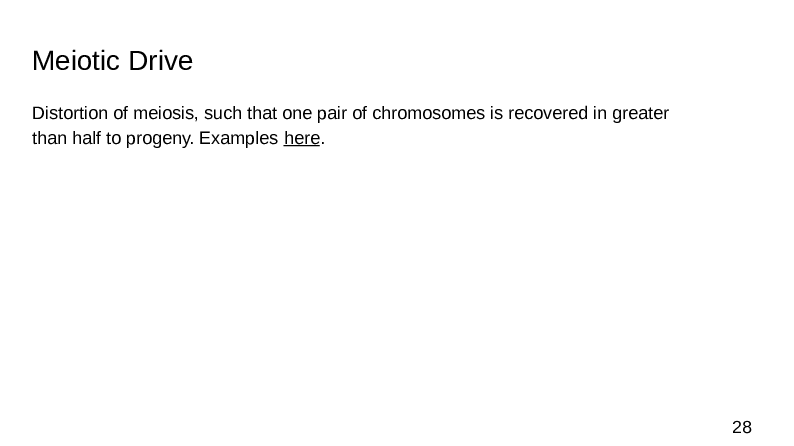 Meiotic Drive
Distortion of meiosis, such that one pair of chromosomes is recovered in greater
than half to progeny. Examples here.
28